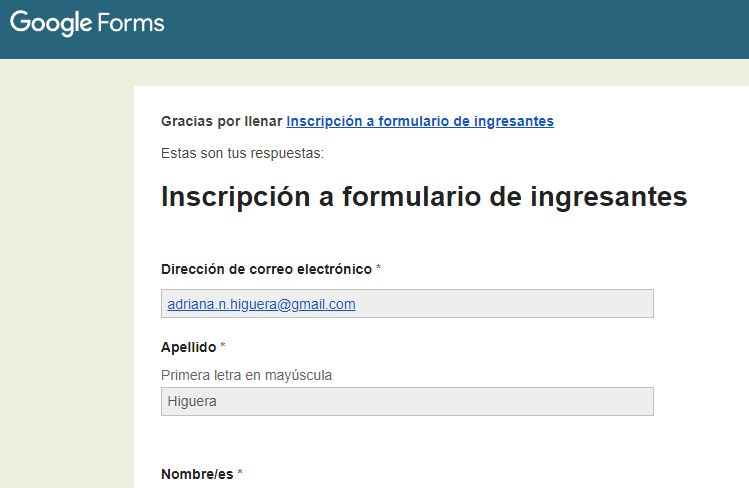 Google Forms
Gracias por llenar Inscripción a formulario de ingresantes
Estas son tus respuestas:
Inscripción a formulario de ingresantes
Dirección de correo electrónico *
adriana.n.higuera@gmail.com
Apellido *
Primera letra en mayúscula
Higuera
Nombre/es *